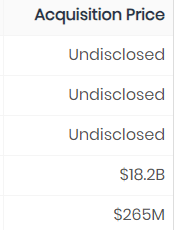 Acquisition Price
Undisclosed
Undisclosed
Undisclosed
$18.2B
$265M